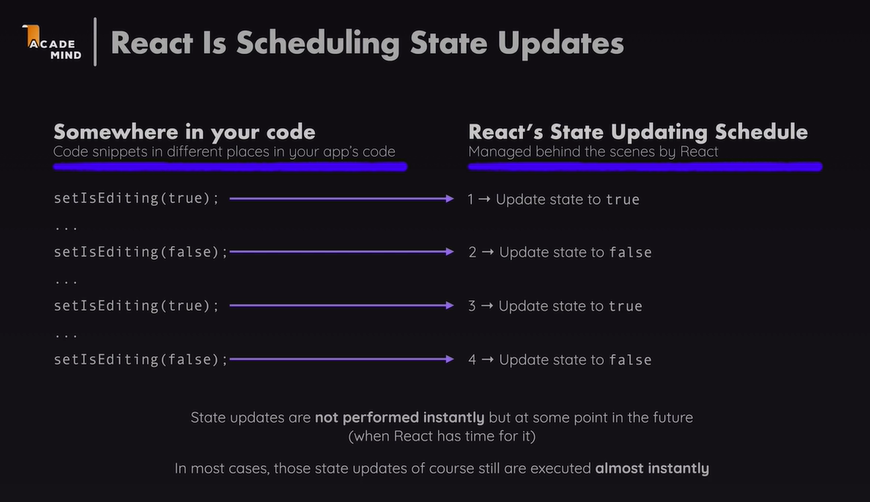 ACADE
MIND
React Is Scheduling State Updates
Somewhere in your code
Code snippets in different places in your app's code
setIsEditing(true);
...
setIsEditing(false);
...
setIsEditing(true);
...
setIsEditing(false);
React's State Updating Schedule
Managed behind the scenes by React
1 → Update state to true
2 → Update state to false
3 → Update state to true
4 → Update state to false
State updates are not performed instantly but at some point in the future
(when React has time for it)
In most cases, those state updates of course still are executed almost instantly